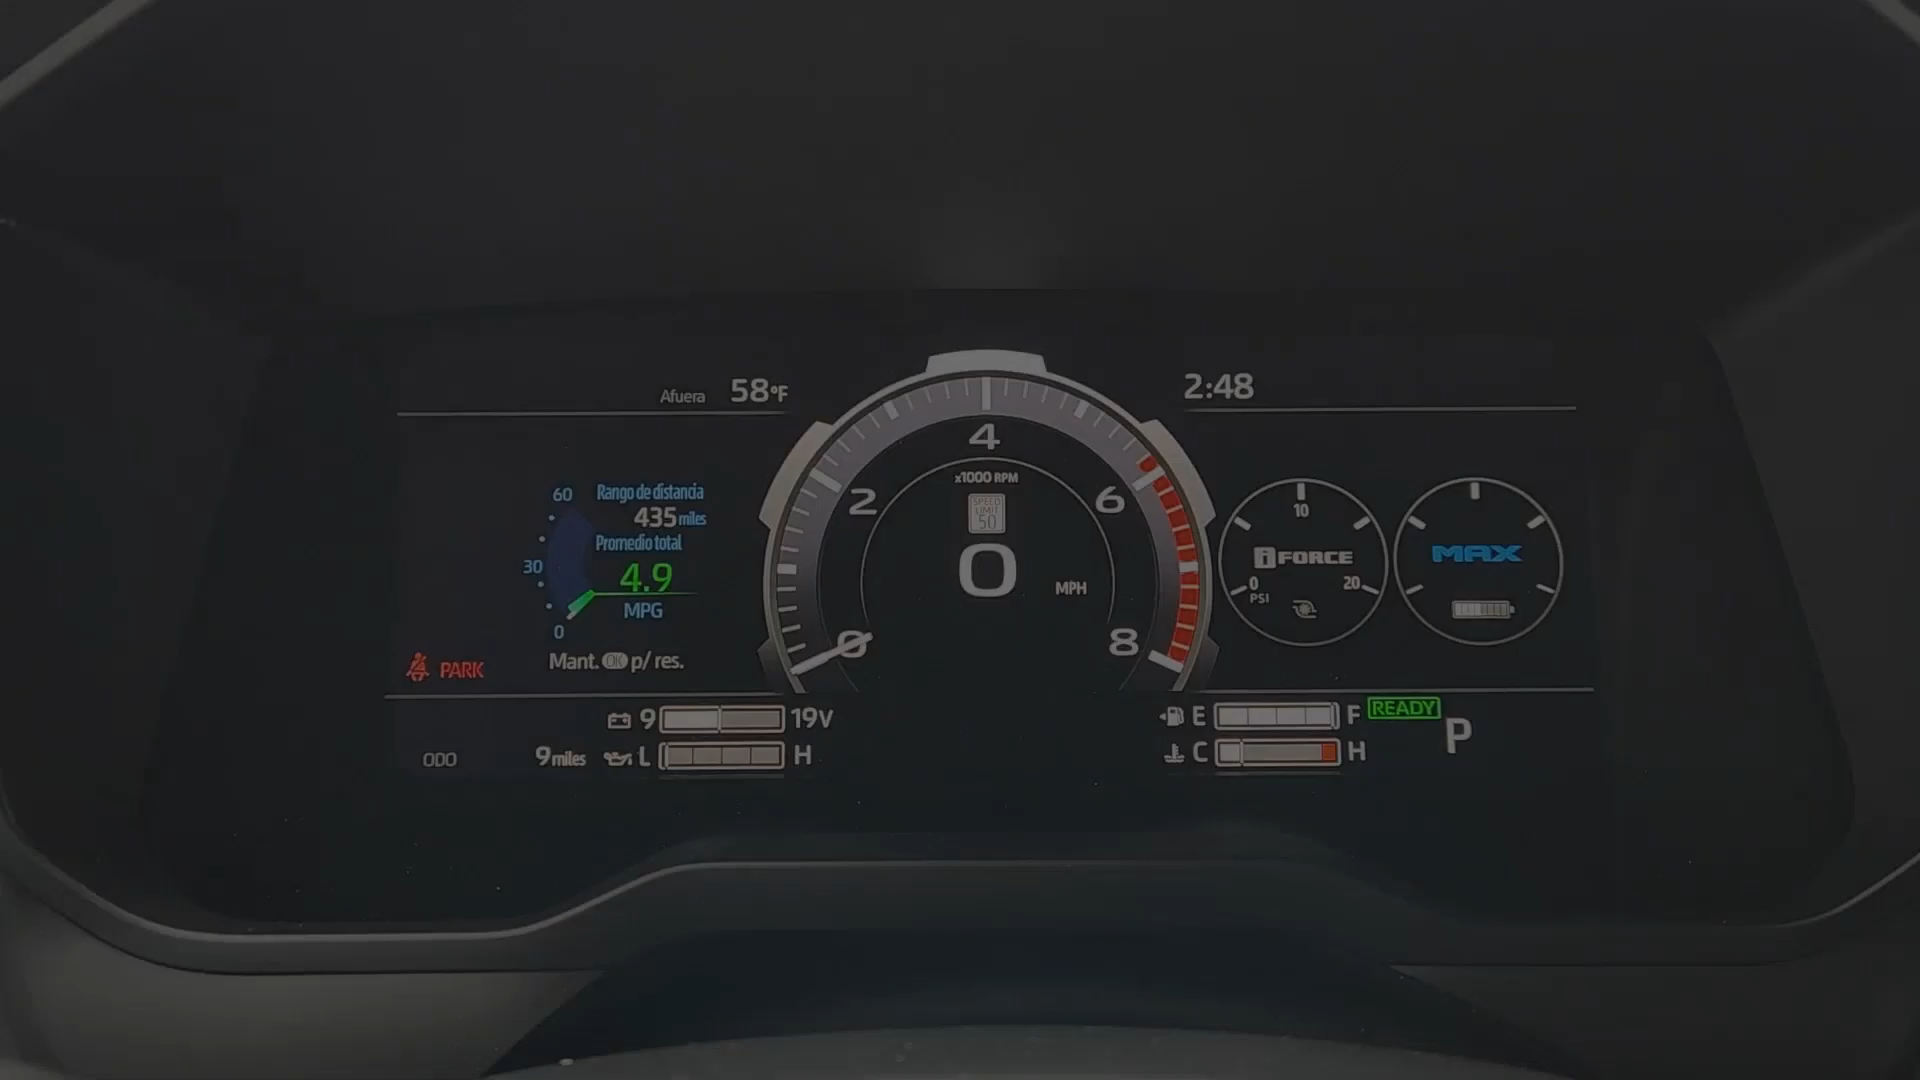 Afuera 58°F
2:48
60 Rango de distancia
435 miles
Promedio total
30
4.9
MPG
0
Mant. OK p/ res.
PARK
4
x1000 RPM
2
6
SPEED
LIMIT
50
0
MPH
0
8
10
iFORCE
0
PSI
20
MAX
9 19V
E F
READY
P
ODO 9 miles
L H
C H